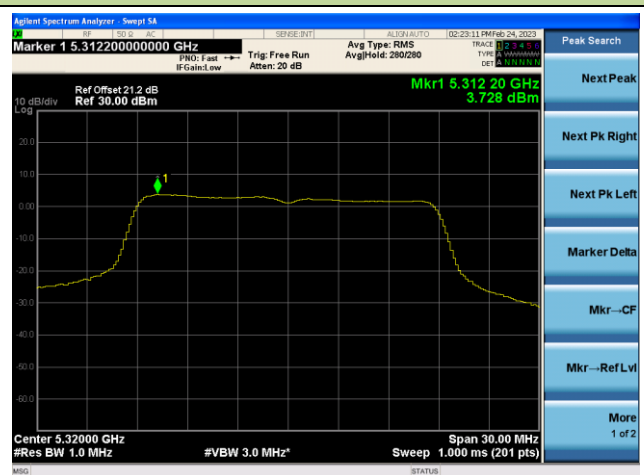 Agilent Spectrum Analyzer - Swept SA
RF 50 Ω AC SENSE:INT ALIGN AUTO 02:23:11 PM Feb 24, 2023
Marker 1 5.312200000000 GHz
PNO: Fast
IFGain:Low
Trig: Free Run
Atten: 20 dB
Avg Type: RMS
Avg|Hold: 280/280
TRACE 1 2 3 4 5 6
TYPE A
DET A N N N N N
Peak Search
Mkr1 5.312 20 GHz
3.728 dBm
Ref Offset 21.2 dB
Ref 30.00 dBm
10 dB/div
Log
Next Peak
Next Pk Right
Next Pk Left
Marker Delta
Mkr→CF
Mkr→Ref Lvl
More
1 of 2
1
20.0
10.0
0.00
-10.0
-20.0
-30.0
-40.0
-50.0
-60.0
Center 5.32000 GHz
#Res BW 1.0 MHz
#VBW 3.0 MHz*
Span 30.00 MHz
Sweep 1.000 ms (201 pts)
MSG
STATUS